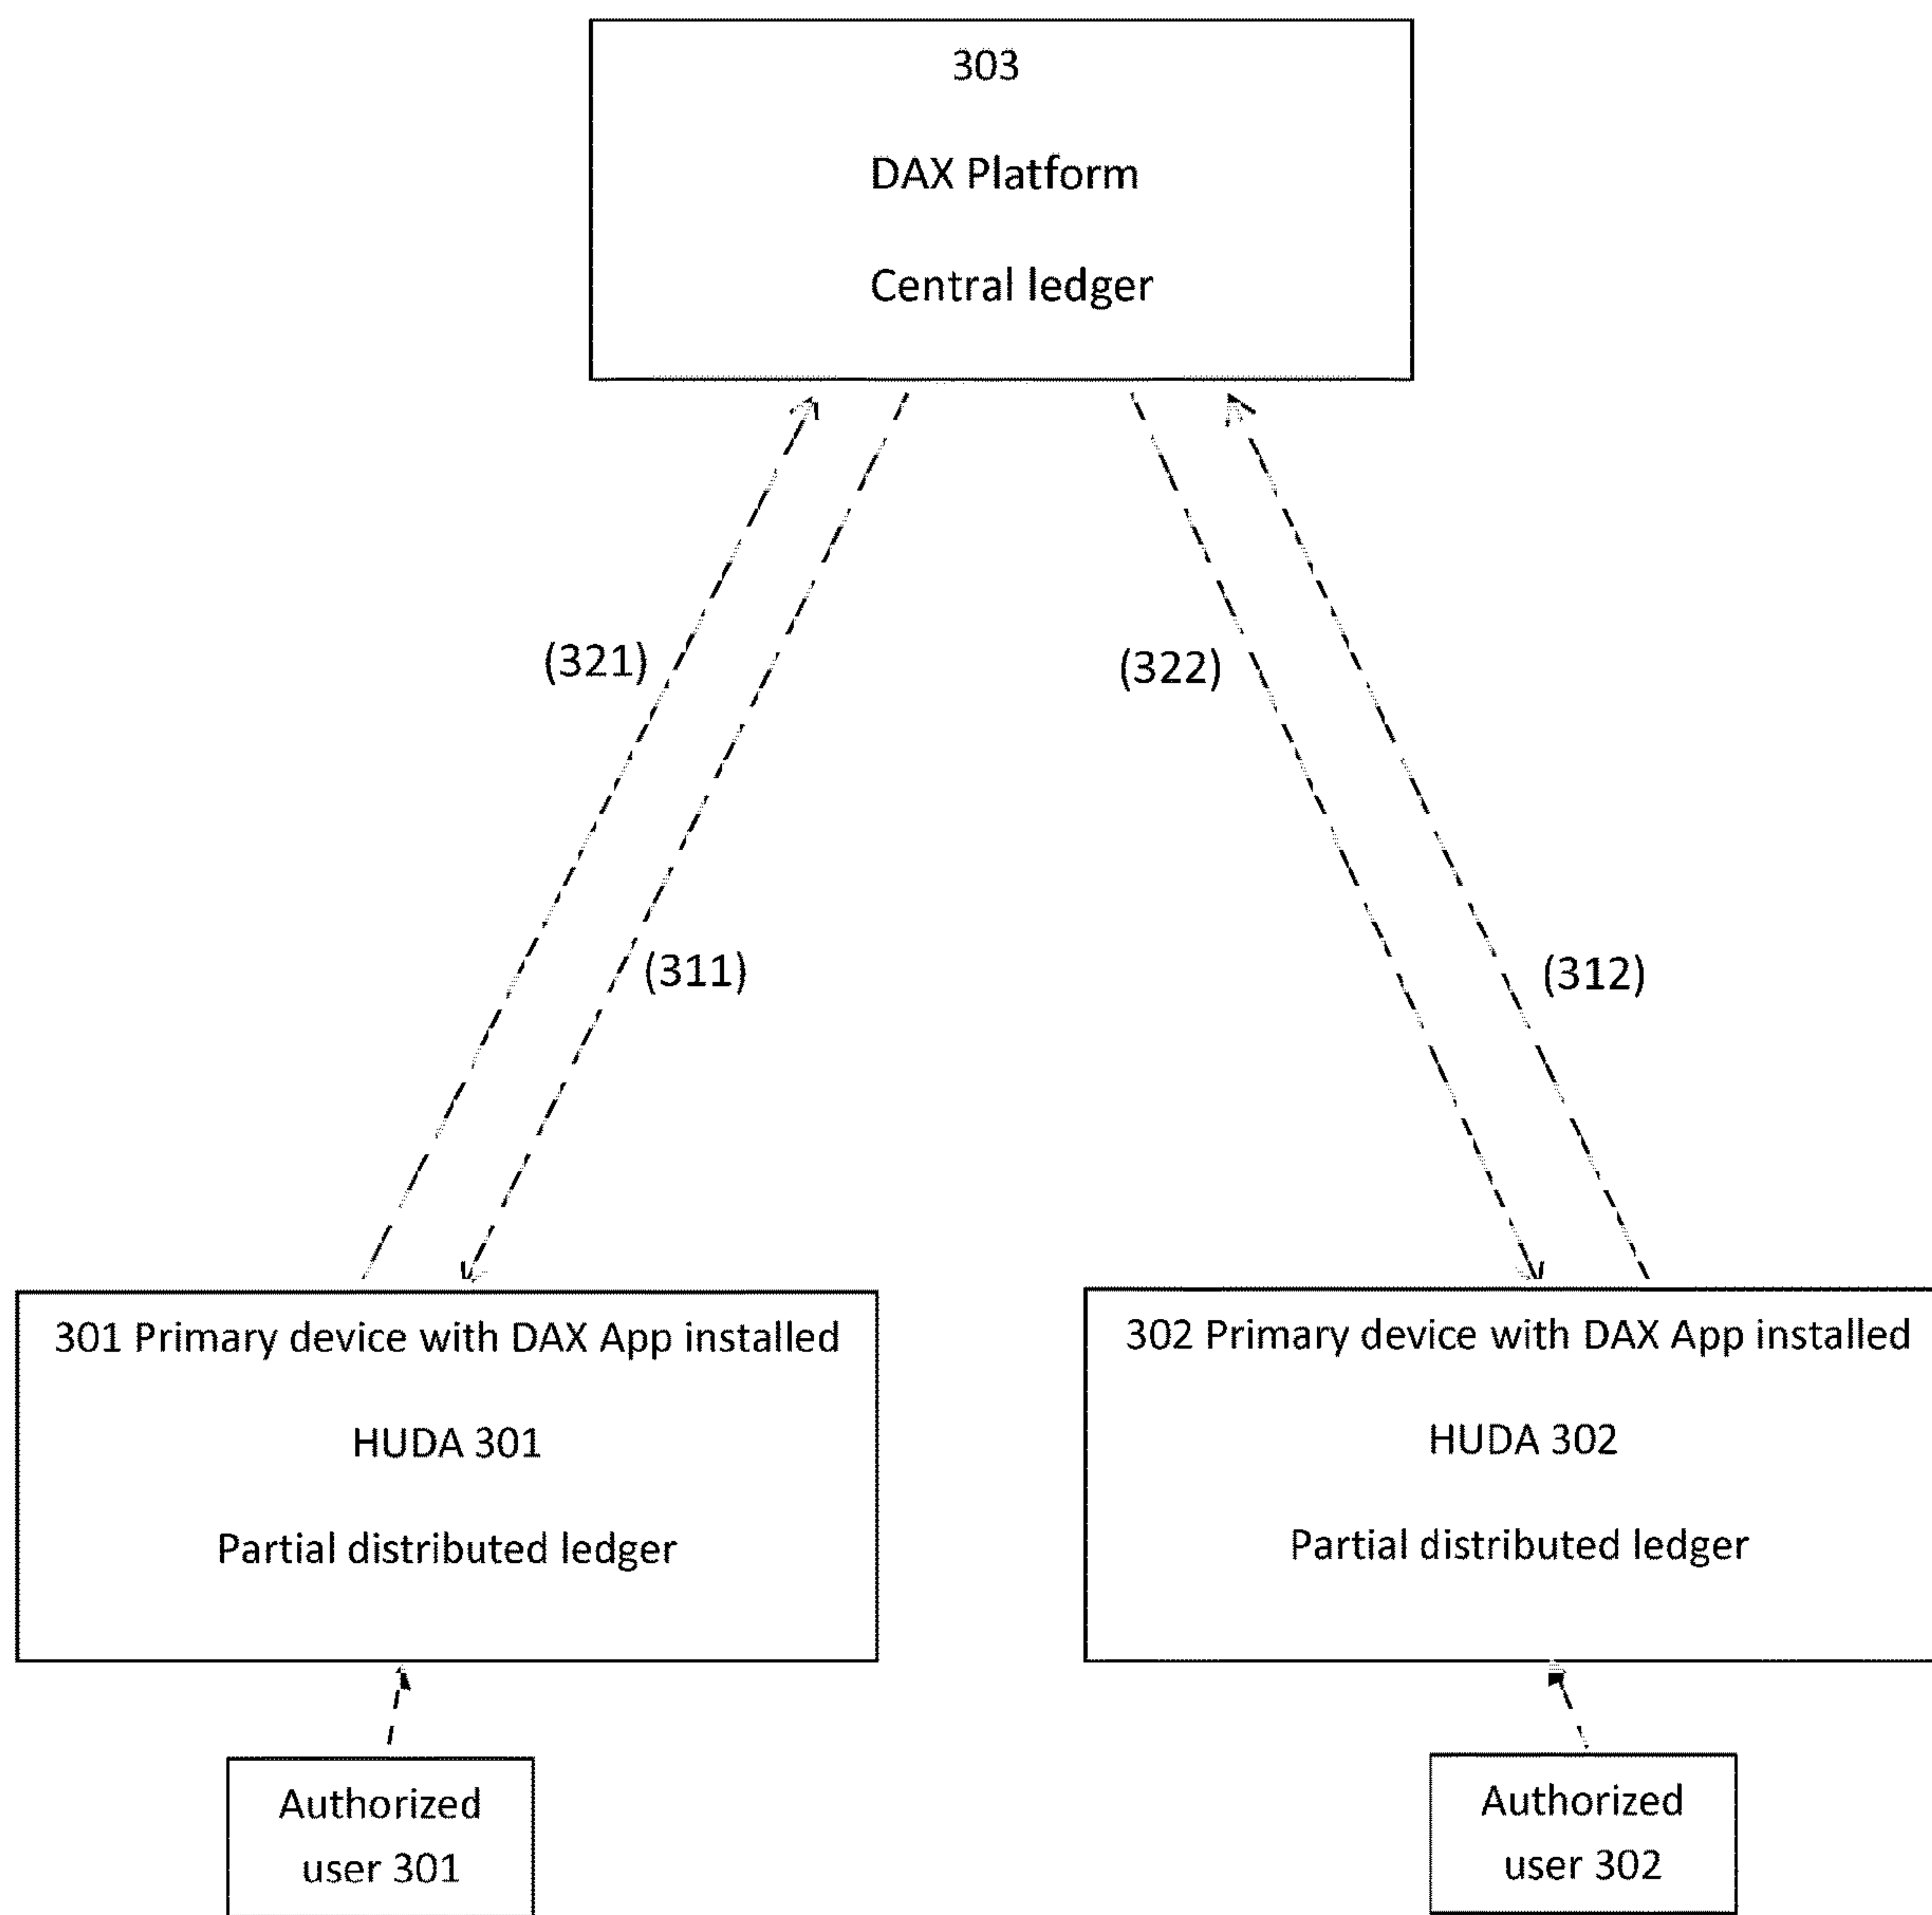 303
DAX Platform
Central ledger
(321)
(322)
(311)
(312)
301 Primary device with DAX App installed
HUDA 301
Partial distributed ledger
302 Primary device with DAX App installed
HUDA 302
Partial distributed ledger
Authorized
user 301
Authorized
user 302